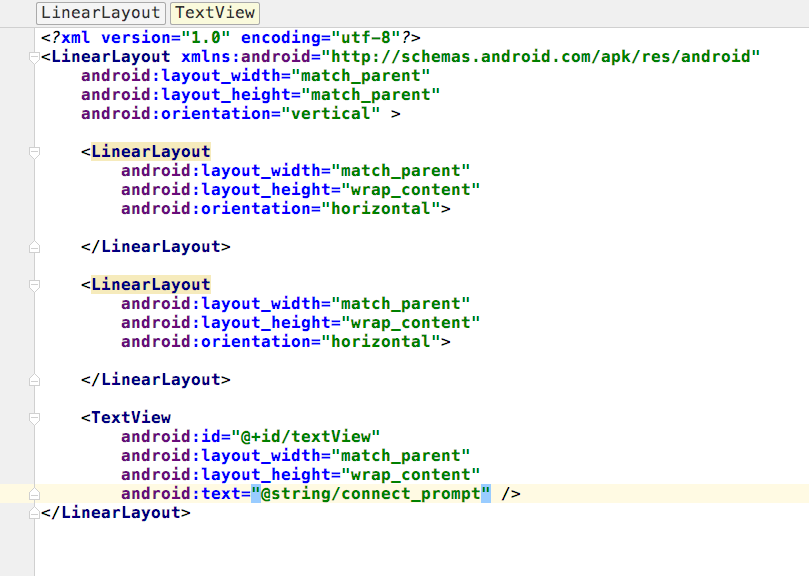 LinearLayout TextView
<?xml version="1.0" encoding="utf-8"?>
<LinearLayout xmlns:android="http://schemas.android.com/apk/res/android"
    android:layout_width="match_parent"
    android:layout_height="match_parent"
    android:orientation="vertical" >

    <LinearLayout
        android:layout_width="match_parent"
        android:layout_height="wrap_content"
        android:orientation="horizontal">

    </LinearLayout>

    <LinearLayout
        android:layout_width="match_parent"
        android:layout_height="wrap_content"
        android:orientation="horizontal">

    </LinearLayout>

    <TextView
        android:id="@+id/textView"
        android:layout_width="match_parent"
        android:layout_height="wrap_content"
        android:text="@string/connect_prompt" />
</LinearLayout>